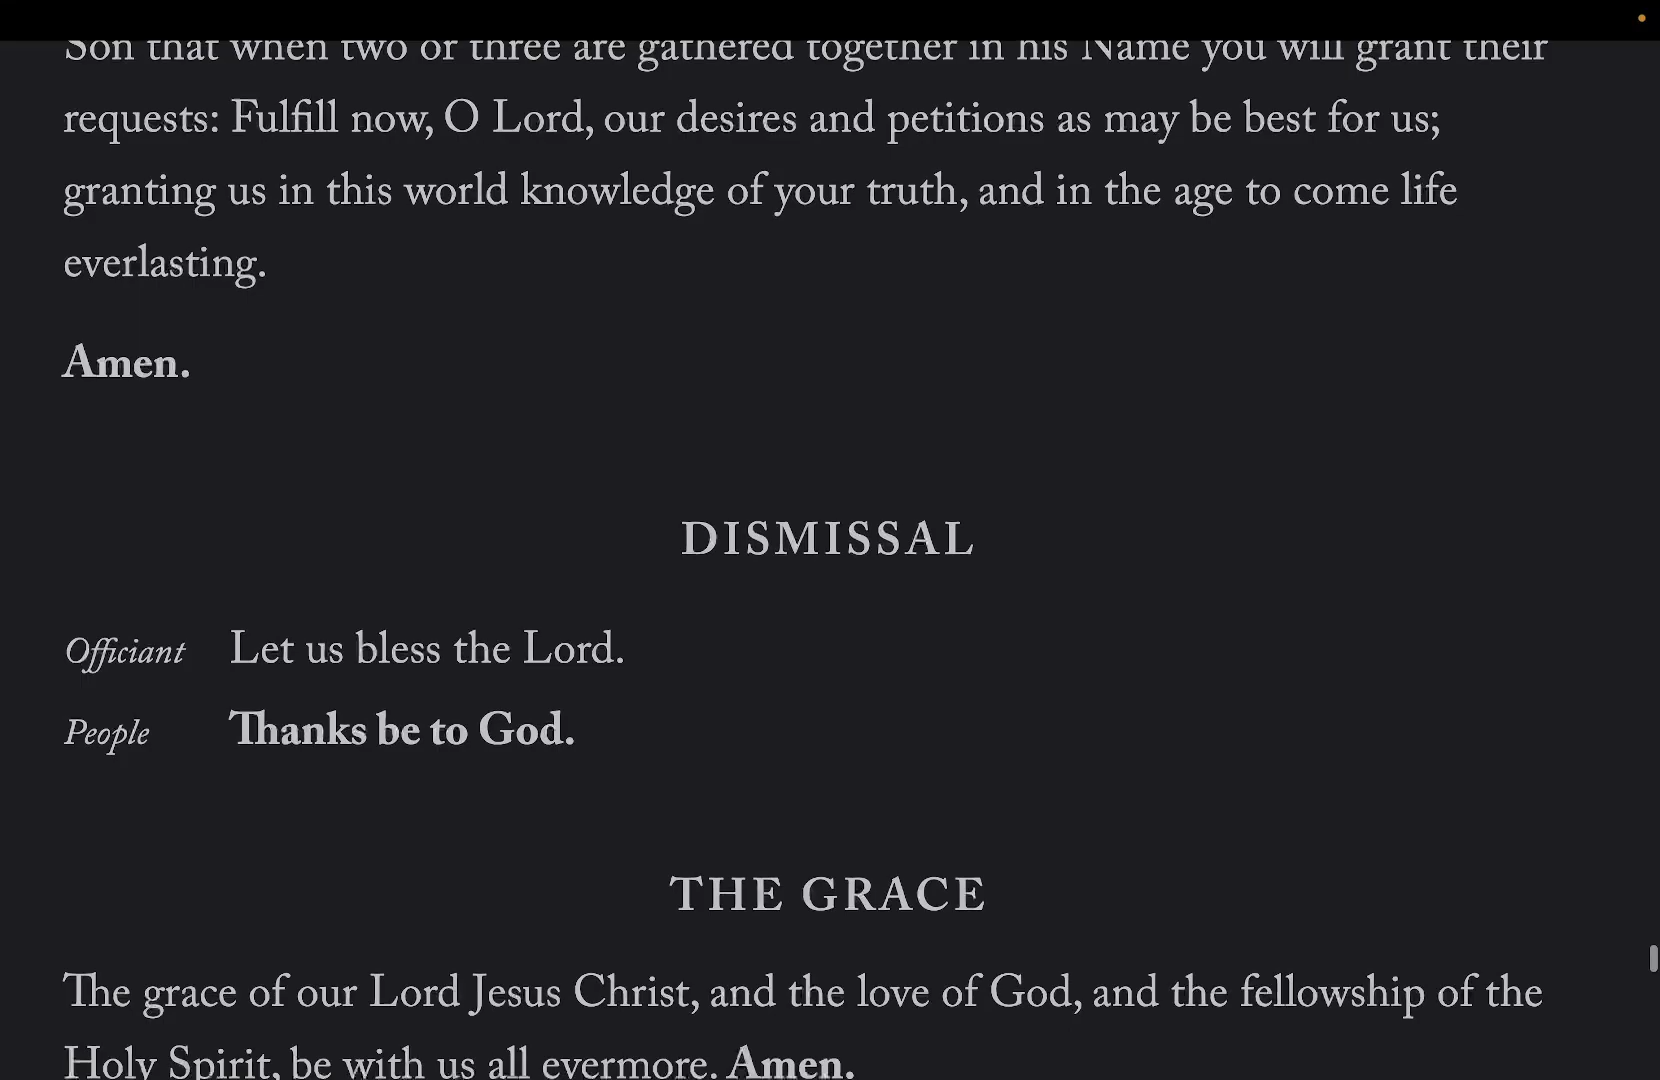 Son that when two or three are gathered together in his Name you will grant their
requests: Fulfill now, O Lord, our desires and petitions as may be best for us;
granting us in this world knowledge of your truth, and in the age to come life
everlasting.
Amen.
DISMISSAL
Officiant Let us bless the Lord.
People Thanks be to God.
THE GRACE
The grace of our Lord Jesus Christ, and the love of God, and the fellowship of the
Holy Spirit, be with us all evermore. Amen.